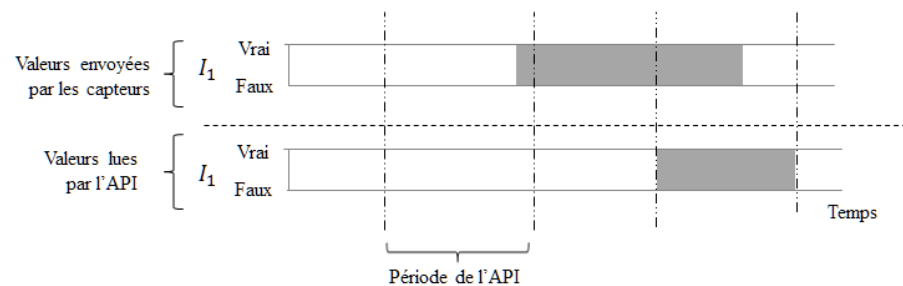 Valeurs envoyées
par les capteurs
I₁
Vrai
Faux
Valeurs lues
par l'API
I₁
Vrai
Faux
Temps
Période de l'API